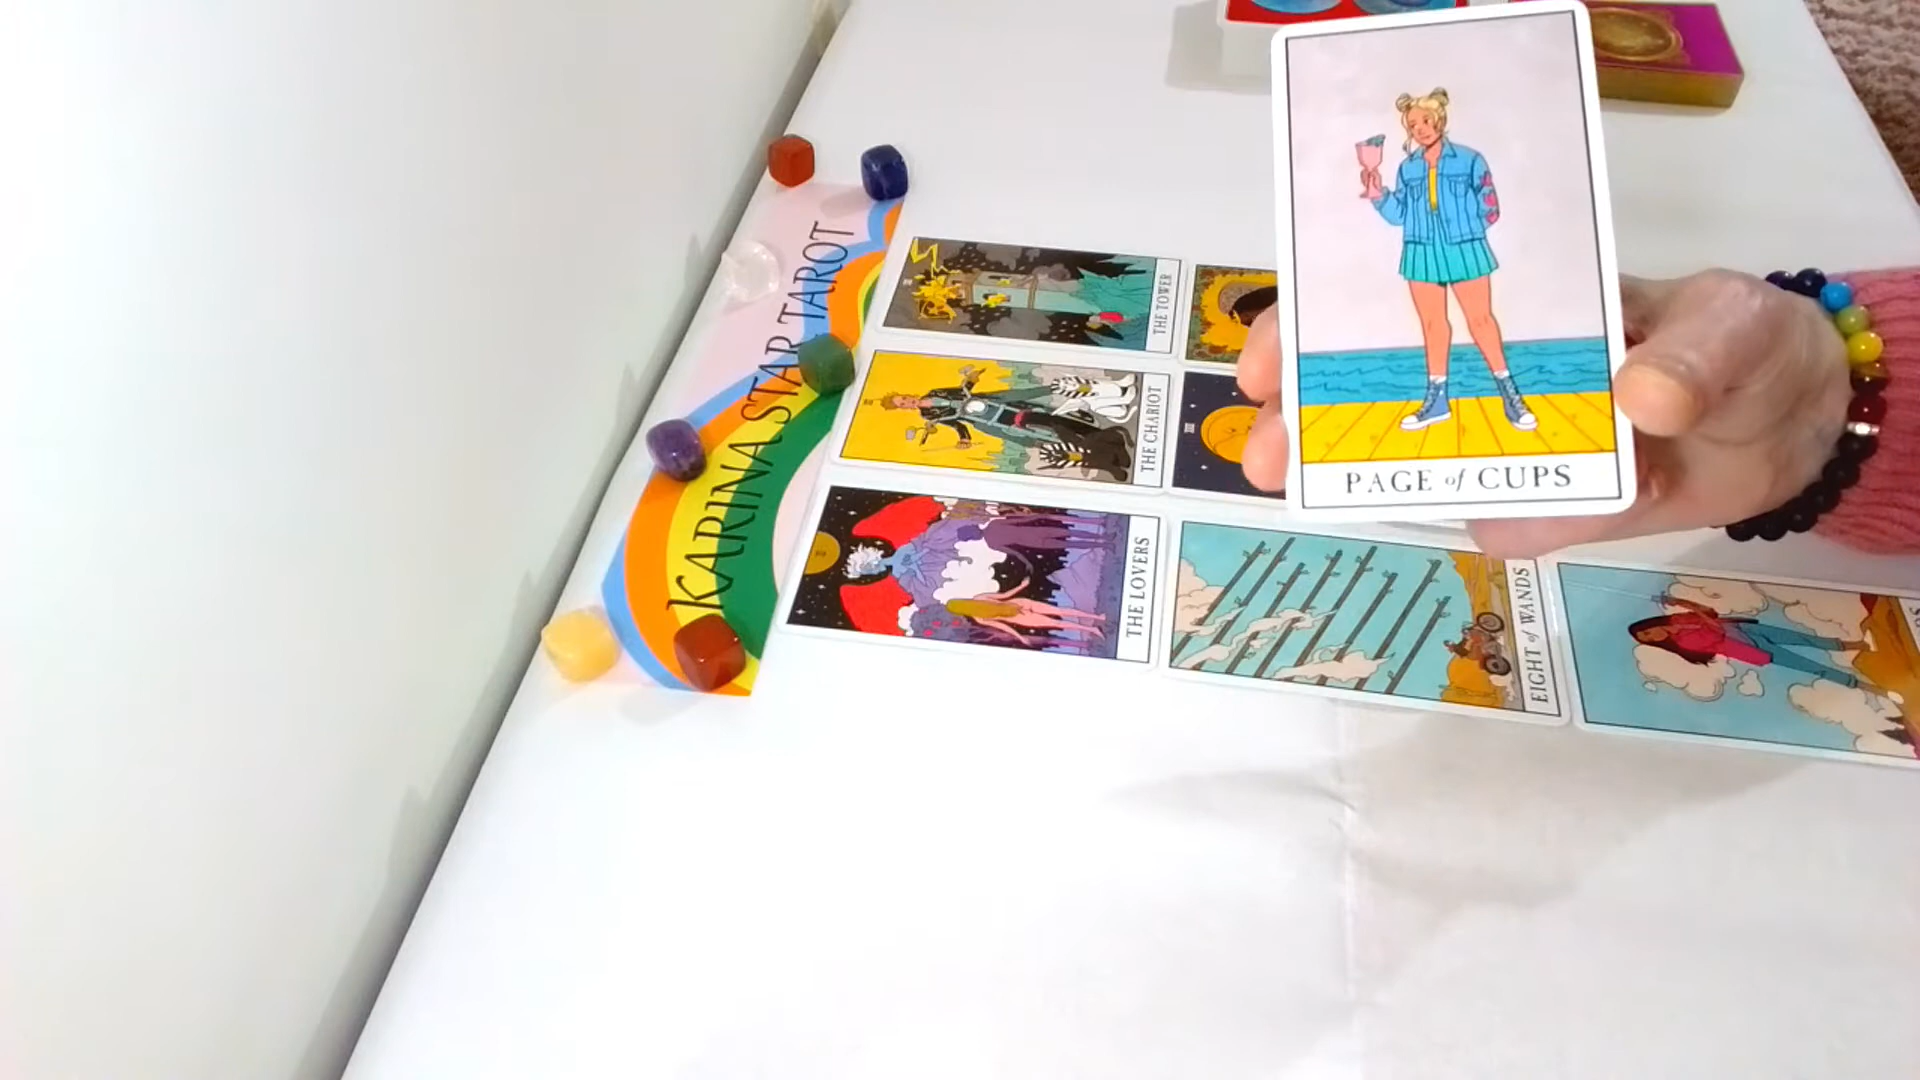 PAGE of CUPS
KARINA STAR TAROT
THE TOWER
THE CHARIOT
THE LOVERS
EIGHT of WANDS